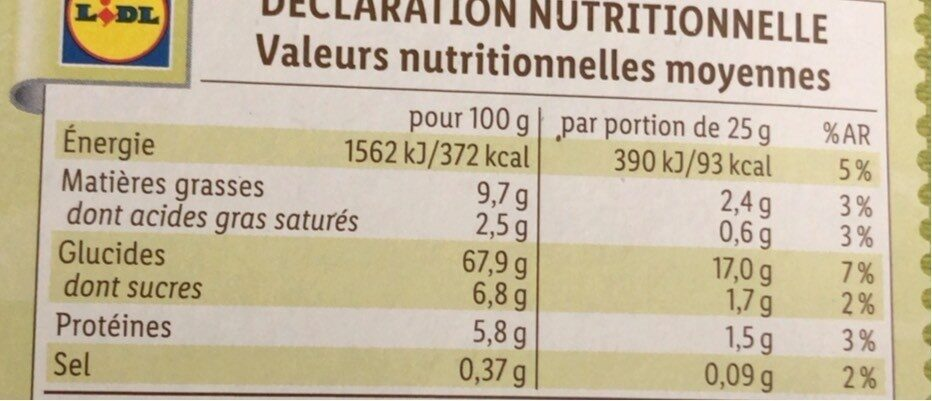 LIDL
DÉCLARATION NUTRITIONNELLE
Valeurs nutritionnelles moyennes
pour 100 g par portion de 25 g %AR
Énergie 1562 kJ/372 kcal 390 kJ/93 kcal 5%
Matières grasses 9,7 g 2,4 g 3%
dont acides gras saturés 2,5 g 0,6 g 3%
Glucides 67,9 g 17,0 g 7%
dont sucres 6,8 g 1,7 g 2%
Protéines 5,8 g 1,5 g 3%
Sel 0,37 g 0,09 g 2%